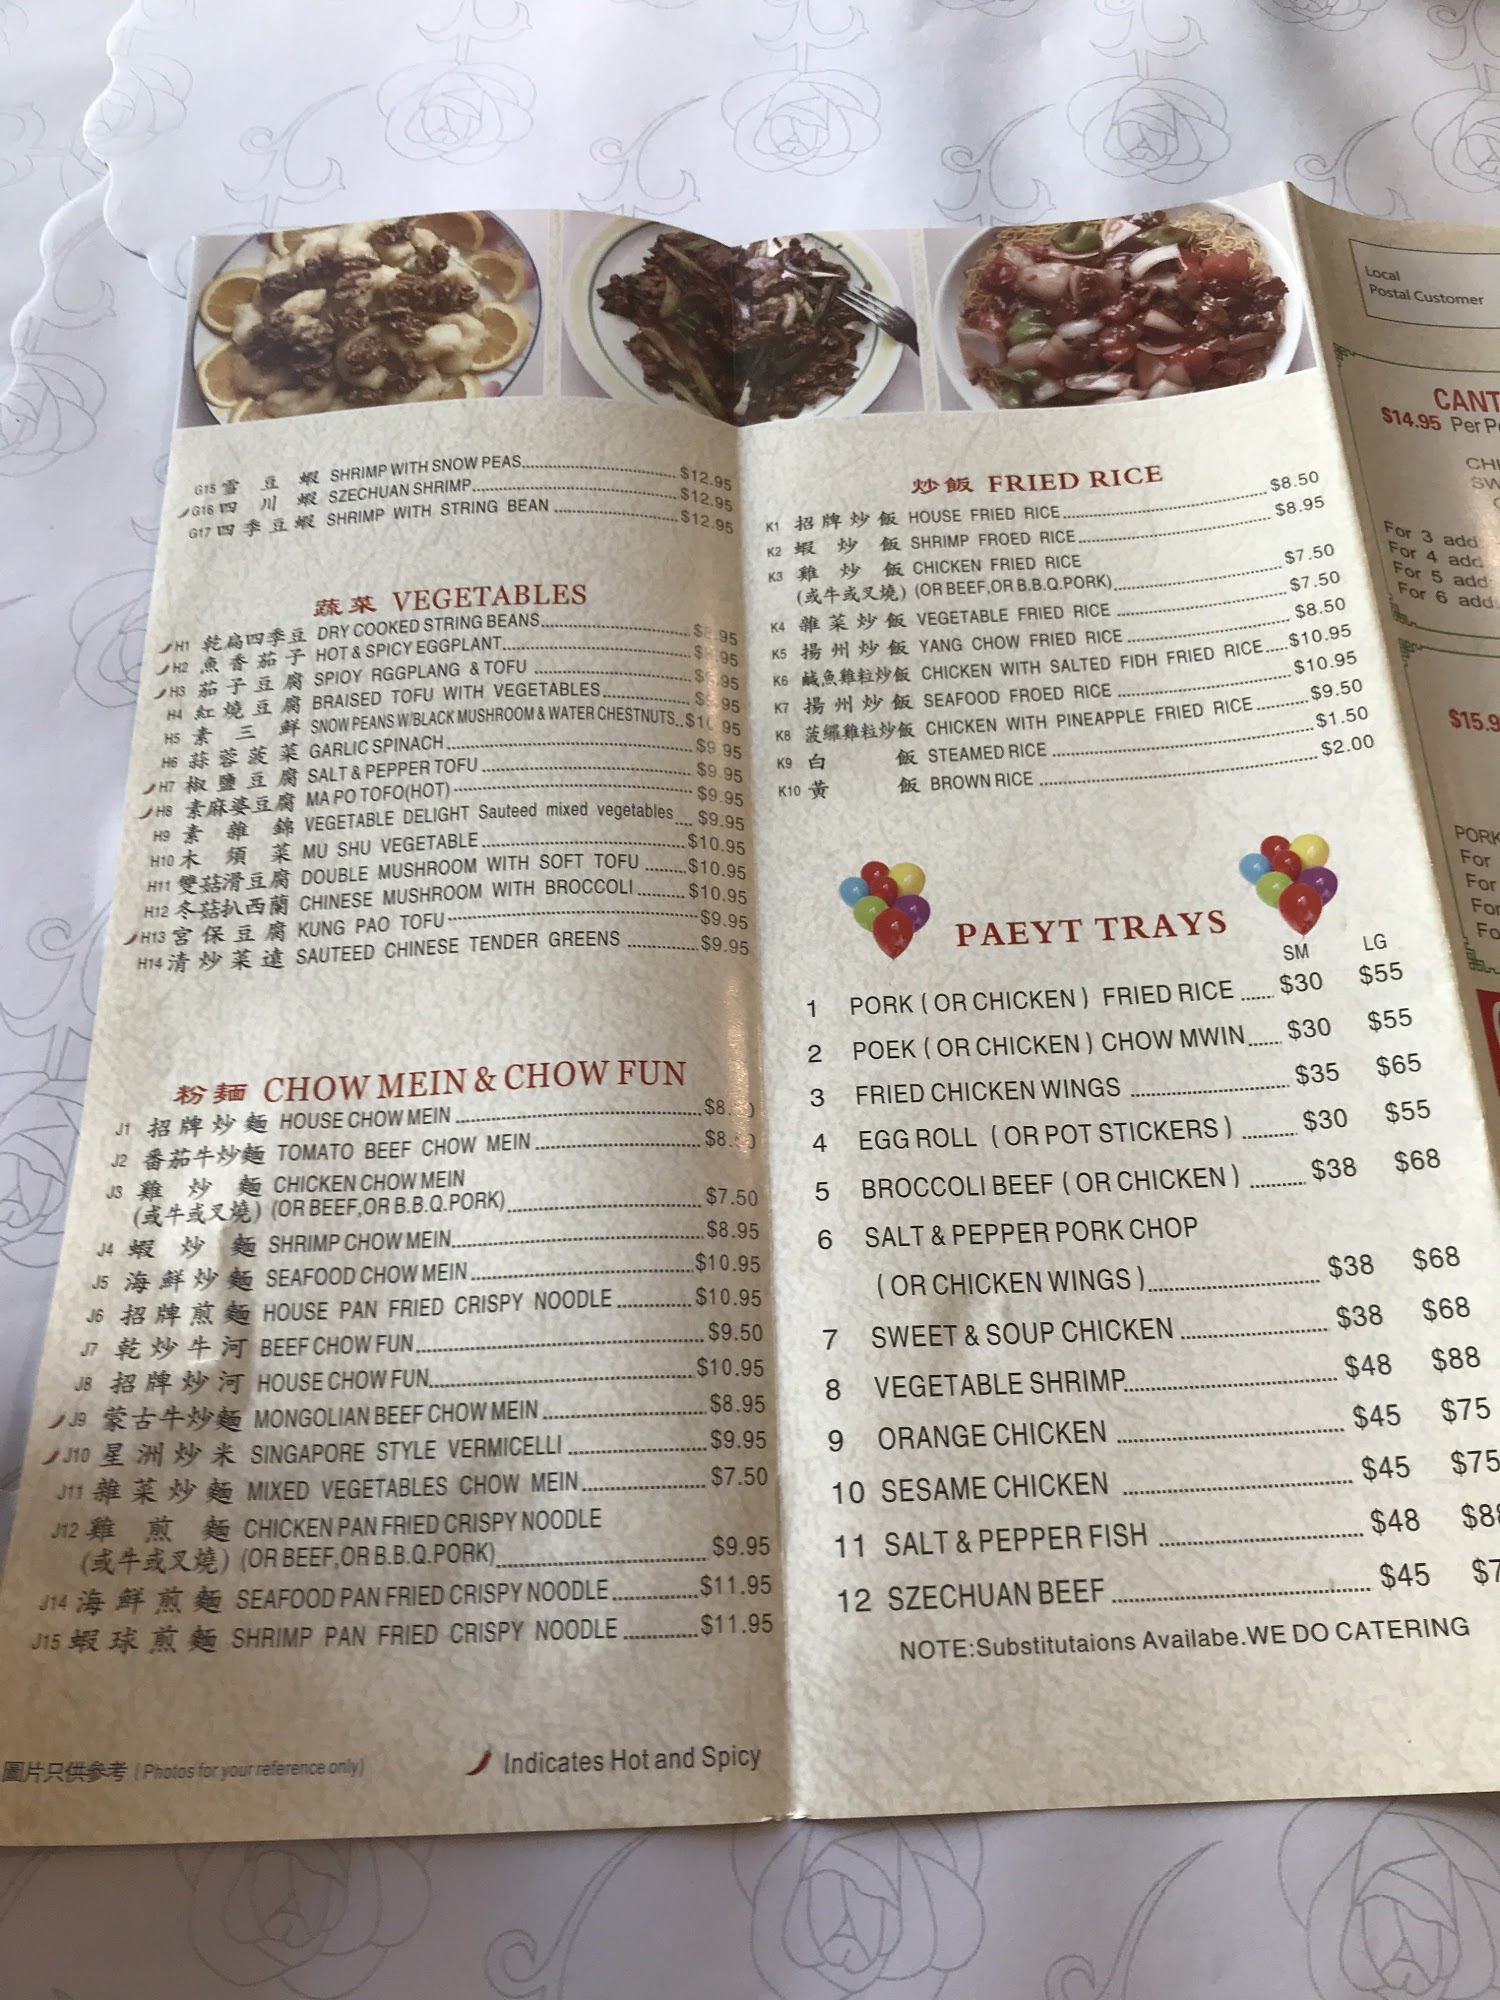 G15 雪豆蝦 SHRIMP WITH SNOW PEAS $12.95
G16 四川蝦 SZECHUAN SHRIMP $12.95
G17 四季豆蝦 SHRIMP WITH STRING BEAN $12.95
蔬菜 VEGETABLES
H1 乾扁四季豆 DRY COOKED STRING BEANS
H2 魚香茄子 HOT & SPICY EGGPLANT
H3 茄子豆腐 SPIOY RGGPLANG & TOFU
H4 紅燒豆腐 BRAISED TOFU WITH VEGETABLES
H5 素三鮮 SNOW PEANS W/BLACK MUSHROOM & WATER CHESTNUTS
H6 蒜蓉菠菜 GARLIC SPINACH $9.95
H7 椒鹽豆腐 SALT & PEPPER TOFU $9.95
H8 素麻婆豆腐 MA PO TOFO(HOT) $9.95
H9 素雜錦 VEGETABLE DELIGHT Sauteed mixed vegetables $9.95
H10 木須菜 MU SHU VEGETABLE $10.95
H11 雙菇滑豆腐 DOUBLE MUSHROOM WITH SOFT TOFU $10.95
H12 冬菇扒西蘭 CHINESE MUSHROOM WITH BROCCOLI $10.95
H13 宮保豆腐 KUNG PAO TOFU $9.95
H14 清炒菜遠 SAUTEED CHINESE TENDER GREENS $9.95
粉麵 CHOW MEIN & CHOW FUN
J1 招牌炒麵 HOUSE CHOW MEIN
J2 番茄牛炒麵 TOMATO BEEF CHOW MEIN
J3 雞炒麵 CHICKEN CHOW MEIN
(或牛或叉燒) (OR BEEF,OR B.B.Q.PORK) $7.50
J4 蝦炒麵 SHRIMP CHOW MEIN $8.95
J5 海鮮炒麵 SEAFOOD CHOW MEIN $10.95
J6 招牌煎麵 HOUSE PAN FRIED CRISPY NOODLE $10.95
J7 乾炒牛河 BEEF CHOW FUN $9.50
J8 招牌炒河 HOUSE CHOW FUN $10.95
J9 蒙古牛炒麵 MONGOLIAN BEEF CHOW MEIN $8.95
J10 星洲炒米 SINGAPORE STYLE VERMICELLI $9.95
J11 雜菜炒麵 MIXED VEGETABLES CHOW MEIN $7.50
J12 雞煎麵 CHICKEN PAN FRIED CRISPY NOODLE
(或牛或叉燒) (OR BEEF,OR B.B.Q.PORK) $9.95
J14 海鮮煎麵 SEAFOOD PAN FRIED CRISPY NOODLE $11.95
J15 蝦球煎麵 SHRIMP PAN FRIED CRISPY NOODLE $11.95
圖片只供參考 (Photos for your reference only)
Indicates Hot and Spicy
炒飯 FRIED RICE
K1 招牌炒飯 HOUSE FRIED RICE $8.50
K2 蝦炒飯 SHRIMP FROED RICE $8.95
K3 雞炒飯 CHICKEN FRIED RICE
(或牛或叉燒) (OR BEEF,OR B.B.Q.PORK) $7.50
K4 雜菜炒飯 VEGETABLE FRIED RICE $7.50
K5 揚州炒飯 YANG CHOW FRIED RICE $8.50
K6 鹹魚雞粒炒飯 CHICKEN WITH SALTED FIDH FRIED RICE $10.95
K7 揚州炒飯 SEAFOOD FROED RICE $10.95
K8 菠蘿雞粒炒飯 CHICKEN WITH PINEAPPLE FRIED RICE $9.50
K9 白飯 STEAMED RICE $1.50
K10 黃飯 BROWN RICE $2.00
PAEYT TRAYS
SM LG
1 PORK ( OR CHICKEN ) FRIED RICE $30 $55
2 POEK ( OR CHICKEN ) CHOW MWIN $30 $55
3 FRIED CHICKEN WINGS $35 $65
4 EGG ROLL ( OR POT STICKERS ) $30 $55
5 BROCCOLI BEEF ( OR CHICKEN ) $38 $68
6 SALT & PEPPER PORK CHOP
( OR CHICKEN WINGS ) $38 $68
7 SWEET & SOUP CHICKEN $38 $68
8 VEGETABLE SHRIMP $48 $88
9 ORANGE CHICKEN $45 $75
10 SESAME CHICKEN $45 $75
11 SALT & PEPPER FISH $48
12 SZECHUAN BEEF $45
NOTE:Substitutaions Availabe.WE DO CATERING
Local
Postal Customer
$14.95 Per
For 3 add
For 4 add
For 5 add
For 6 add
PORK
For
For